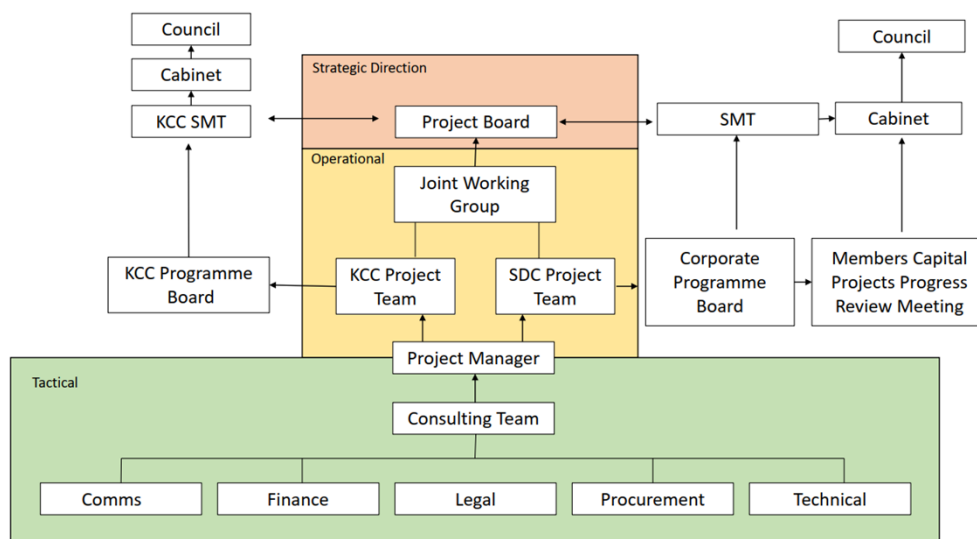 Council
Cabinet
KCC SMT
Strategic Direction
Project Board
Council
SMT
Cabinet
Operational
Joint Working
Group
KCC Programme
Board
KCC Project
Team
SDC Project
Team
Corporate
Programme
Board
Members Capital
Projects Progress
Review Meeting
Project Manager
Tactical
Consulting Team
Comms
Finance
Legal
Procurement
Technical